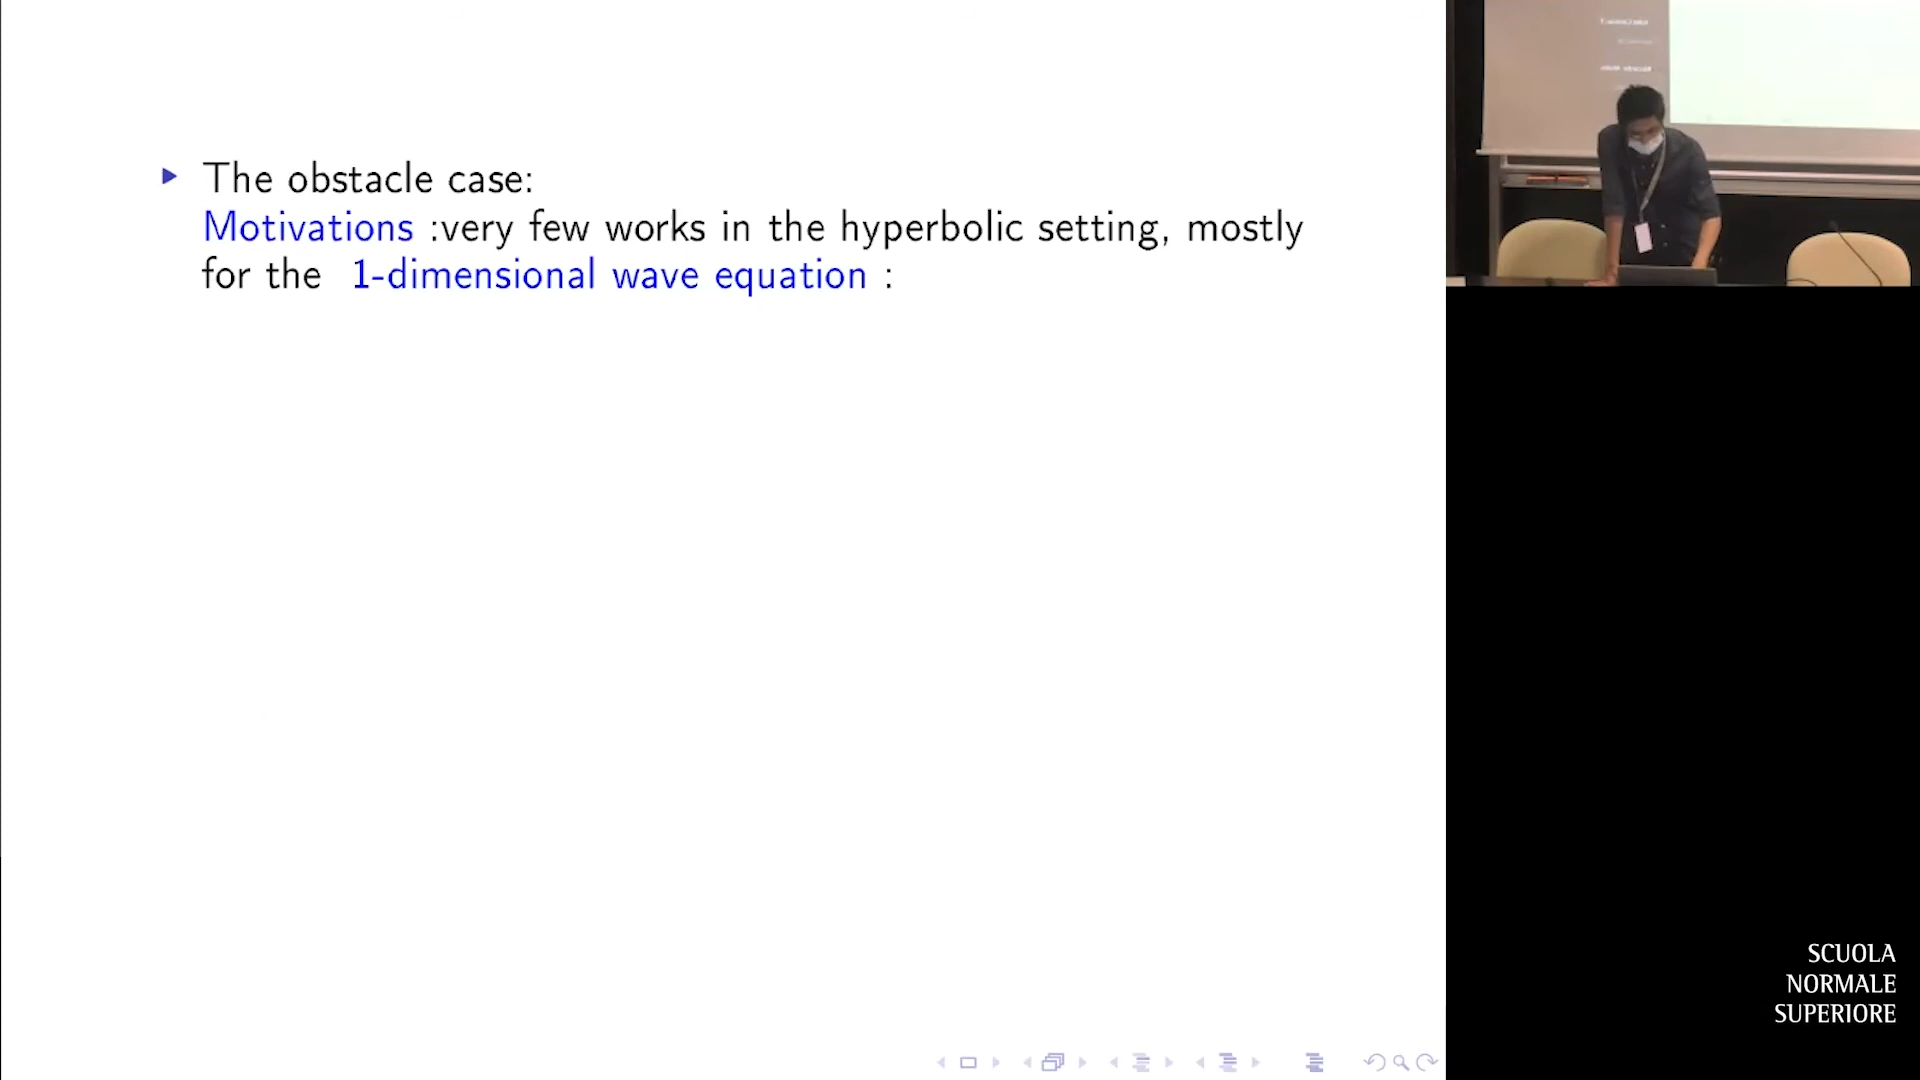 The obstacle case:
Motivations :very few works in the hyperbolic setting, mostly
for the 1-dimensional wave equation :
SCUOLA
NORMALE
SUPERIORE